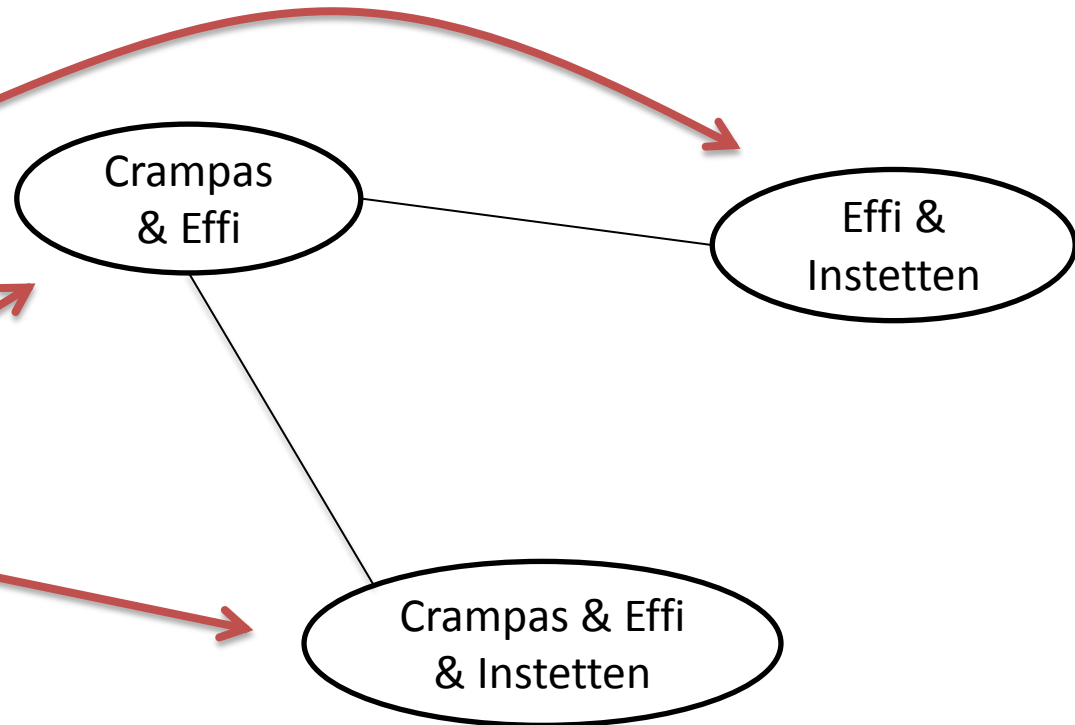 Crampas
& Effi
Effi &
Instetten
Crampas & Effi
& Instetten